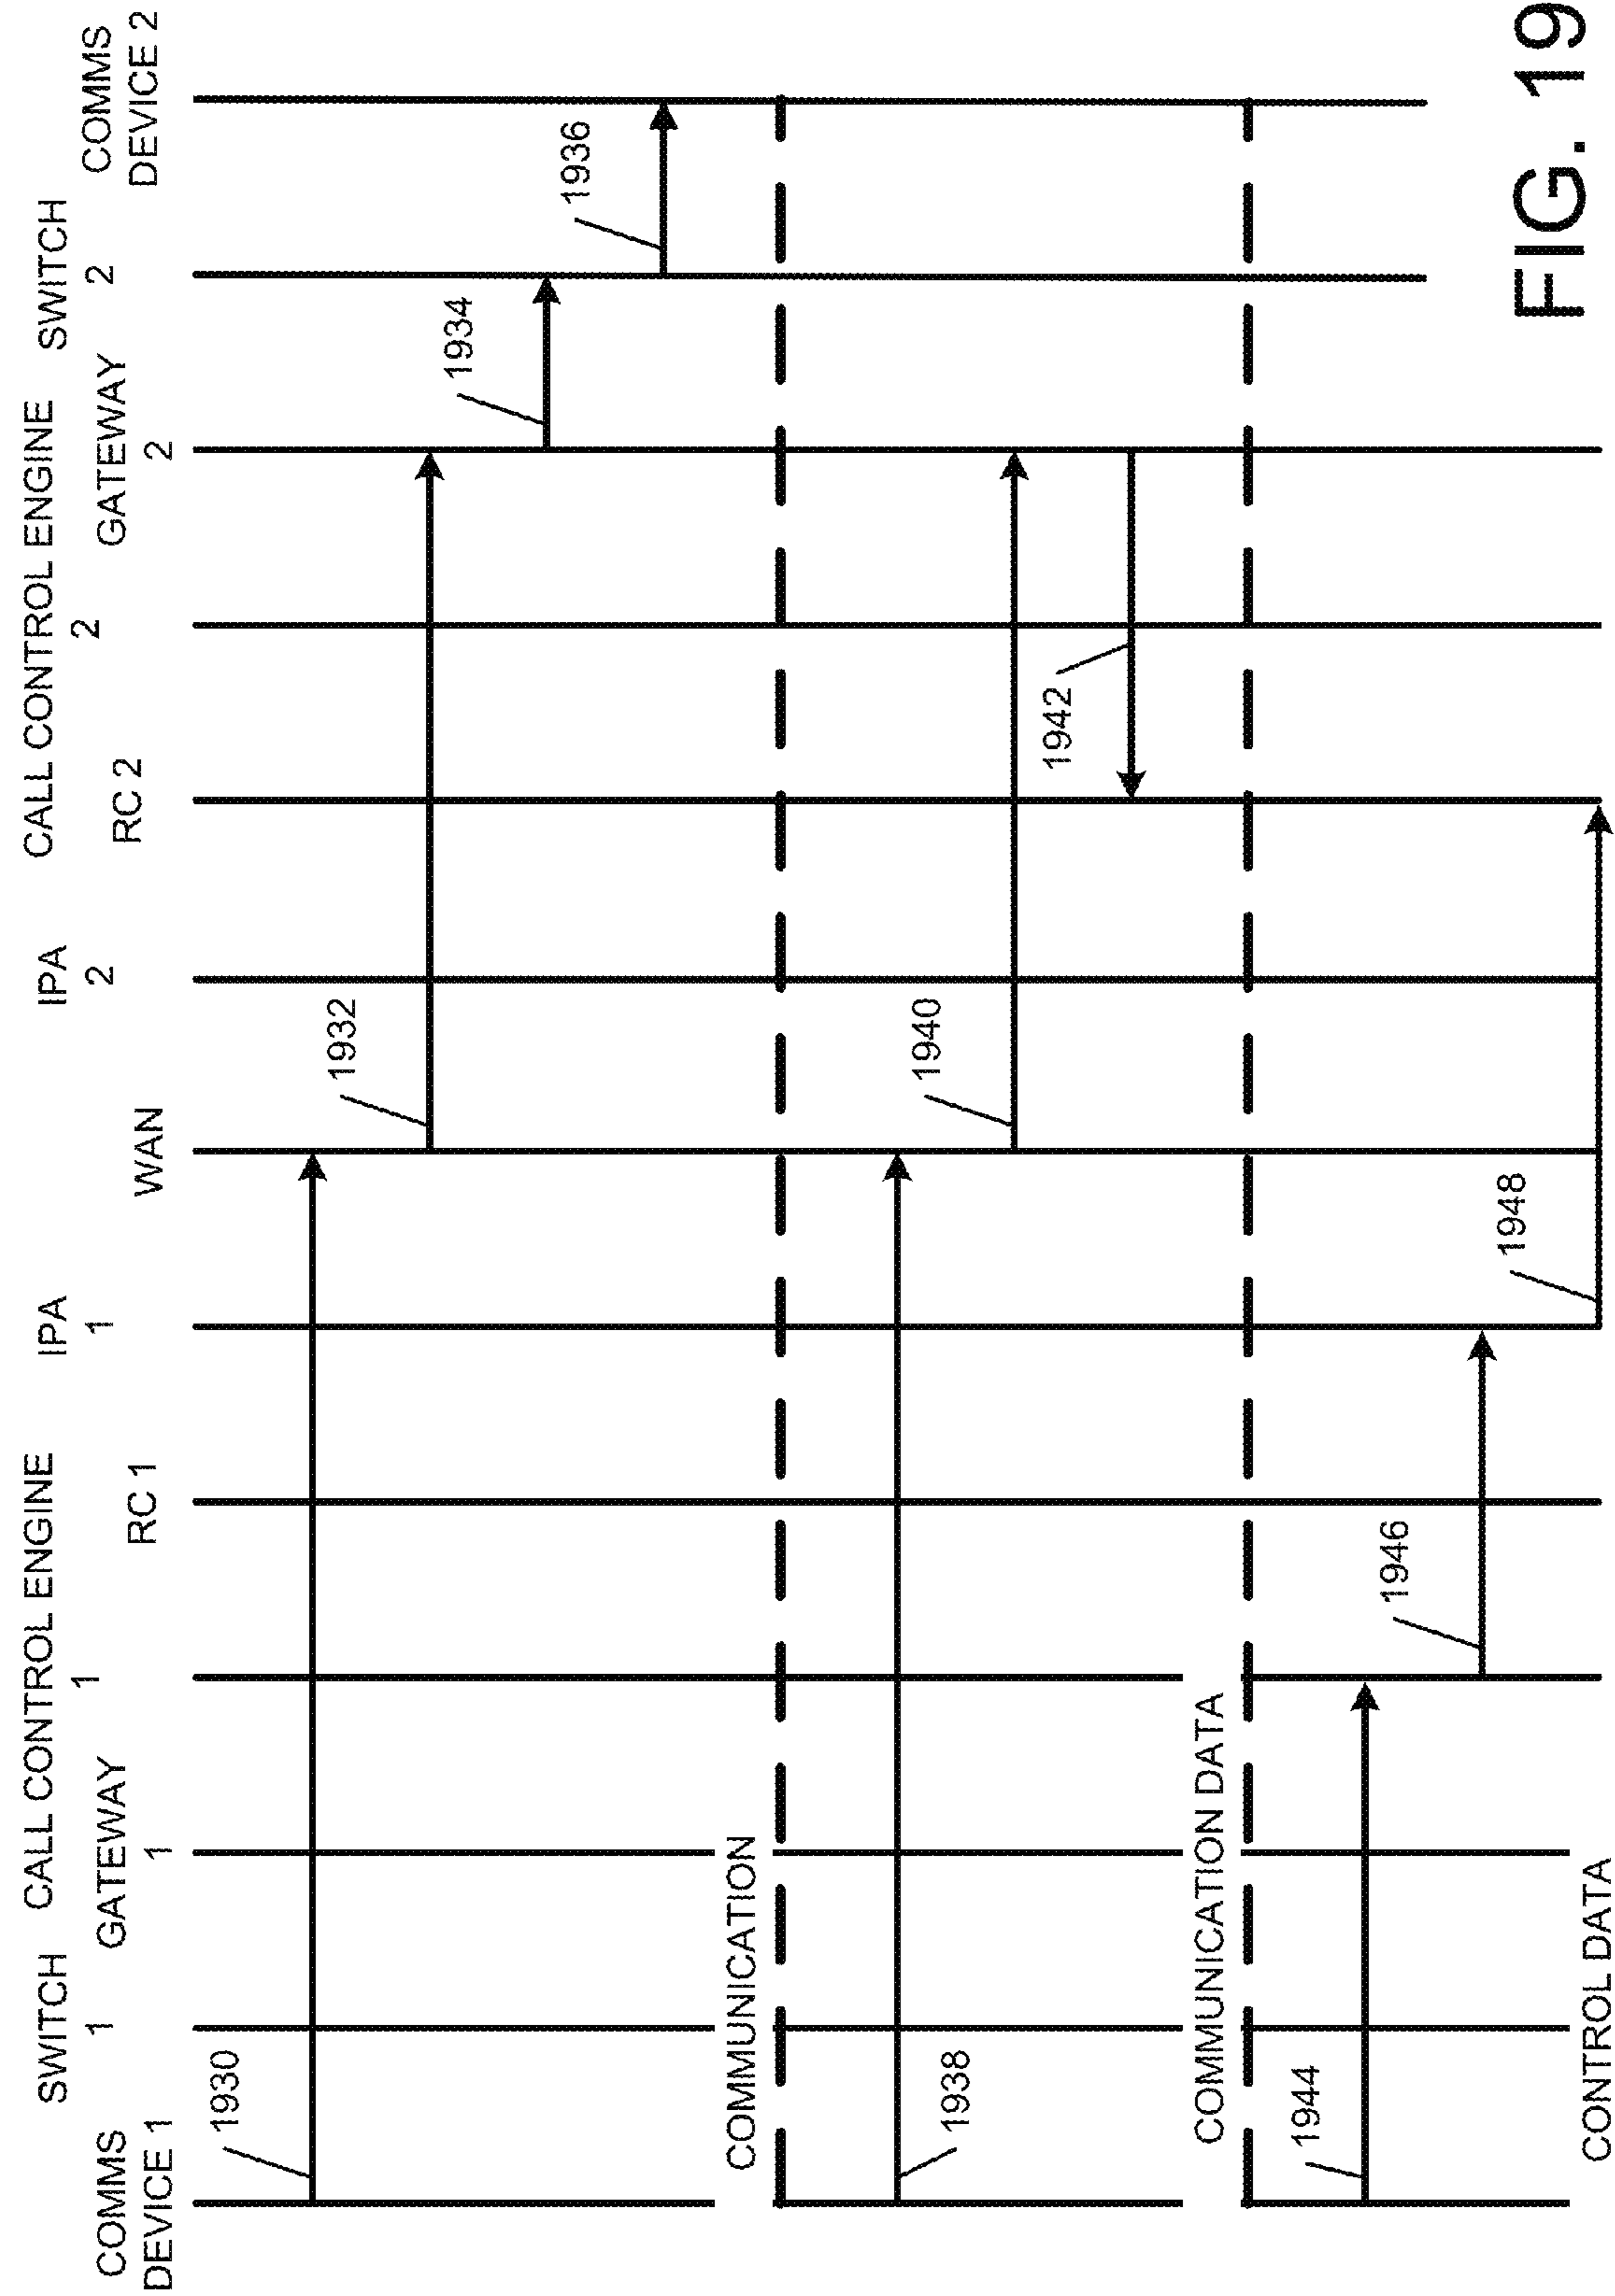 COMMS
DEVICE 1
SWITCH
1
GATEWAY
1
CALL CONTROL ENGINE
1
RC 1
IPA
1
WAN
IPA
2
RC 2
CALL CONTROL ENGINE
2
GATEWAY
2
SWITCH
2
COMMS
DEVICE 2
1930
1932
1934
1936
COMMUNICATION
1938
1940
1942
COMMUNICATION DATA
1944
1946
1948
CONTROL DATA
FIG. 19